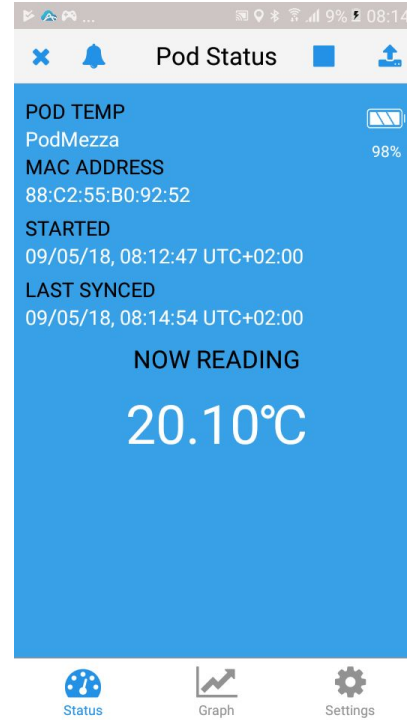 ... 9% 08:14
Pod Status
POD TEMP
PodMezza
98%
MAC ADDRESS
88:C2:55:B0:92:52
STARTED
09/05/18, 08:12:47 UTC+02:00
LAST SYNCED
09/05/18, 08:14:54 UTC+02:00
NOW READING
20.10°C
Status Graph Settings